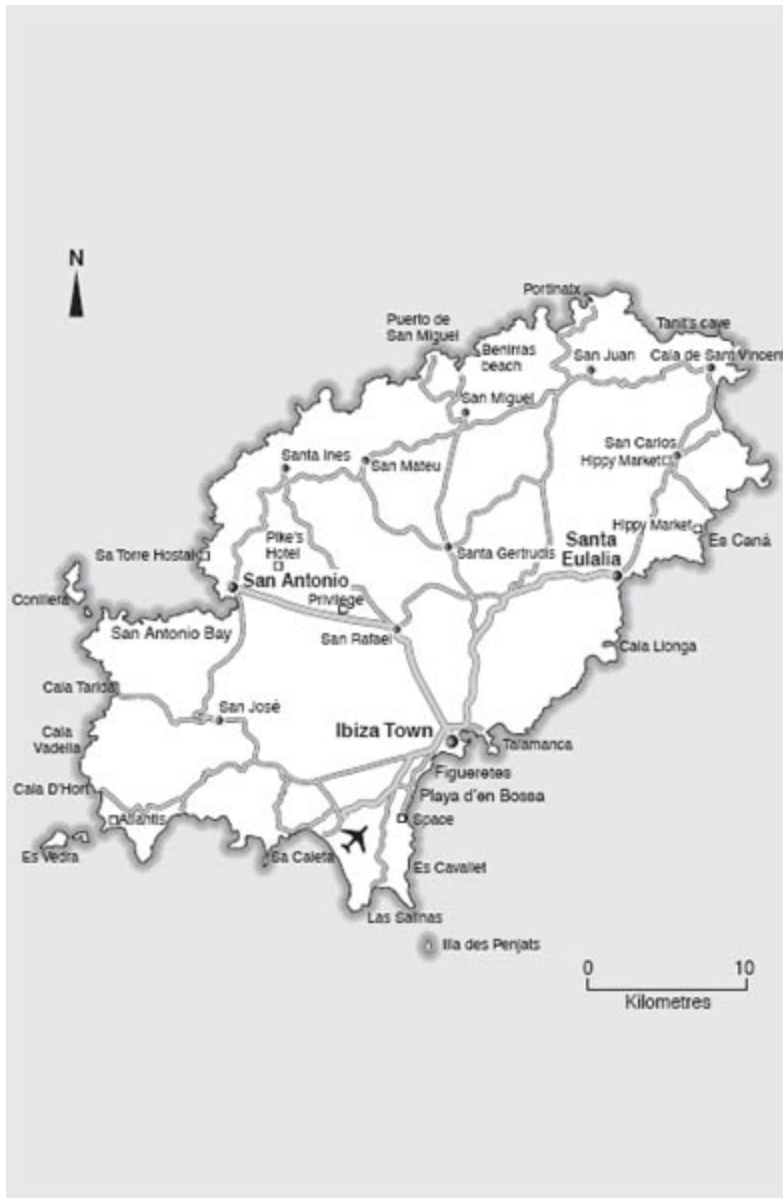 N
Portinatx
Tanit's cave
Puerto de
San Miguel
Benirras
beach
San Juan
Cala de Sant Vincent
San Miguel
San Carlos
Hippy Market
Santa Ines
San Mateu
Hippy Market
Es Canà
Santa
Eulalia
Santa Gertrudis
Pike's
Hotel
Sa Torre Hostal
San Antonio
Conillera
Privilege
San Antonio Bay
San Rafael
Cala Llonga
Cala Tarida
San José
Ibiza Town
Cala
Vadella
Talamanca
Figueretes
Cala D'Hort
Playa d'en Bossa
Atlantis
Space
Es Vedra
Sa Caleta
Es Cavallet
Las Salinas
Illa des Penjats
0 10
Kilometres